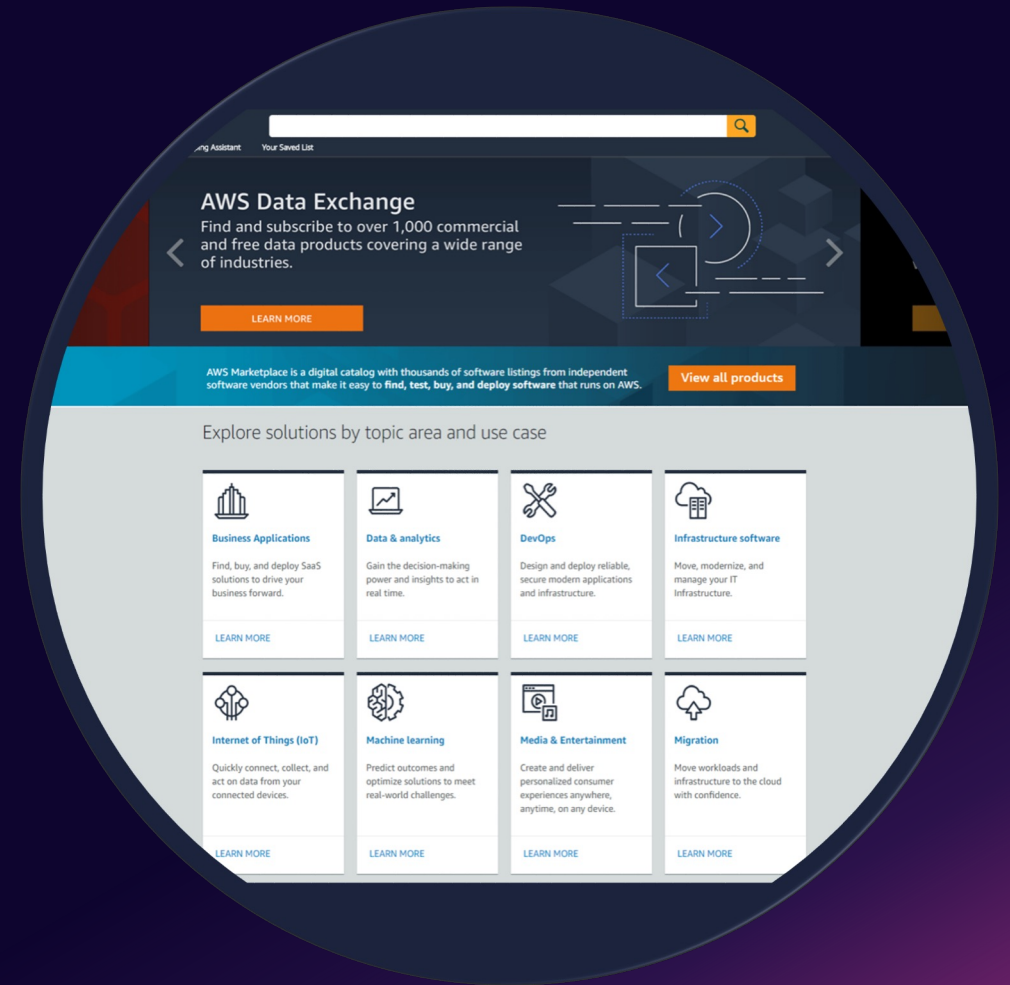 Assistant Your Saved List
AWS Data Exchange
Find and subscribe to over 1,000 commercial
and free data products covering a wide range
of industries.
LEARN MORE
AWS Marketplace is a digital catalog with thousands of software listings from independent
software vendors that make it easy to find, test, buy, and deploy software that runs on AWS.
View all products
Explore solutions by topic area and use case
Business Applications
Find, buy, and deploy SaaS
solutions to drive your
business forward.
LEARN MORE
Data & analytics
Gain the decision-making
power and insights to act in
real time.
LEARN MORE
DevOps
Design and deploy reliable,
secure modern applications
and infrastructure.
LEARN MORE
Infrastructure software
Move, modernize, and
manage your IT
Infrastructure.
LEARN MORE
Internet of Things (IoT)
Quickly connect, collect, and
act on data from your
connected devices.
LEARN MORE
Machine learning
Predict outcomes and
optimize solutions to meet
real-world challenges.
LEARN MORE
Media & Entertainment
Create and deliver
personalized consumer
experiences anywhere,
anytime, on any device.
LEARN MORE
Migration
Move workloads and
infrastructure to the cloud
with confidence.
LEARN MORE